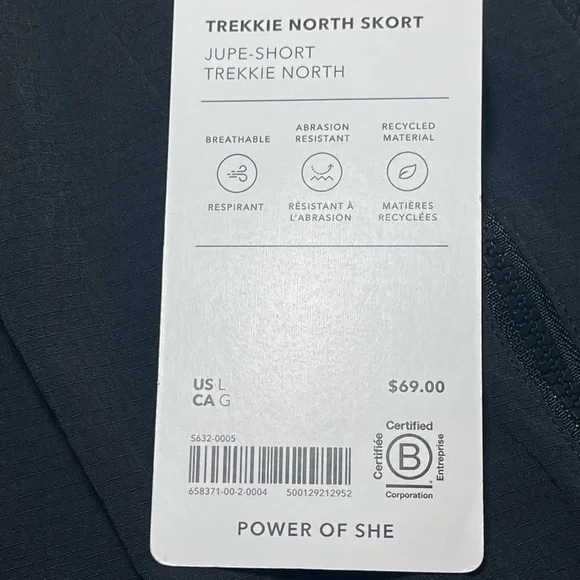 TREKKIE NORTH SKORT
JUPE-SHORT
TREKKIE NORTH
BREATHABLE
RESPIRANT
ABRASION
RESISTANT
RÉSISTANT À
L'ABRASION
RECYCLED
MATERIAL
MATIÈRES
RECYCLÉES
US L
CA G
$69.00
S632-0005
658371-00-2-0004 500129212952
Certified
Certifiée
B
Entreprise
Corporation
POWER OF SHE